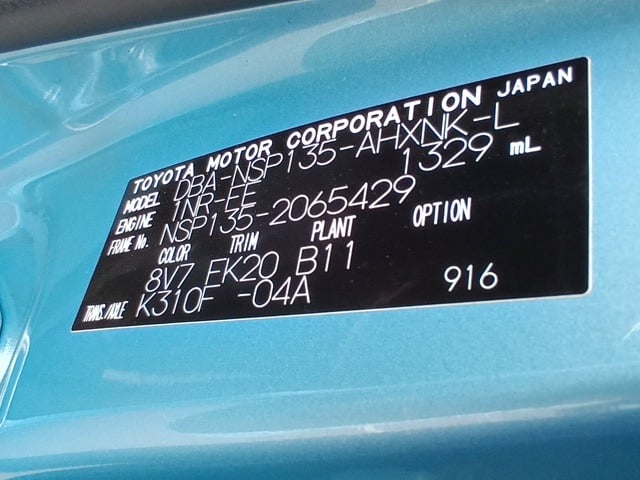 TOYOTA MOTOR CORPORATION JAPAN
MODEL DBA-NSP135-AHXNK-L
ENGINE 1NR-FE 1329 mL
FRAME No. NSP135-2065429
COLOR TRIM PLANT OPTION
8V7 FK20 B11
TRANS./AXLE K310F -04A 916